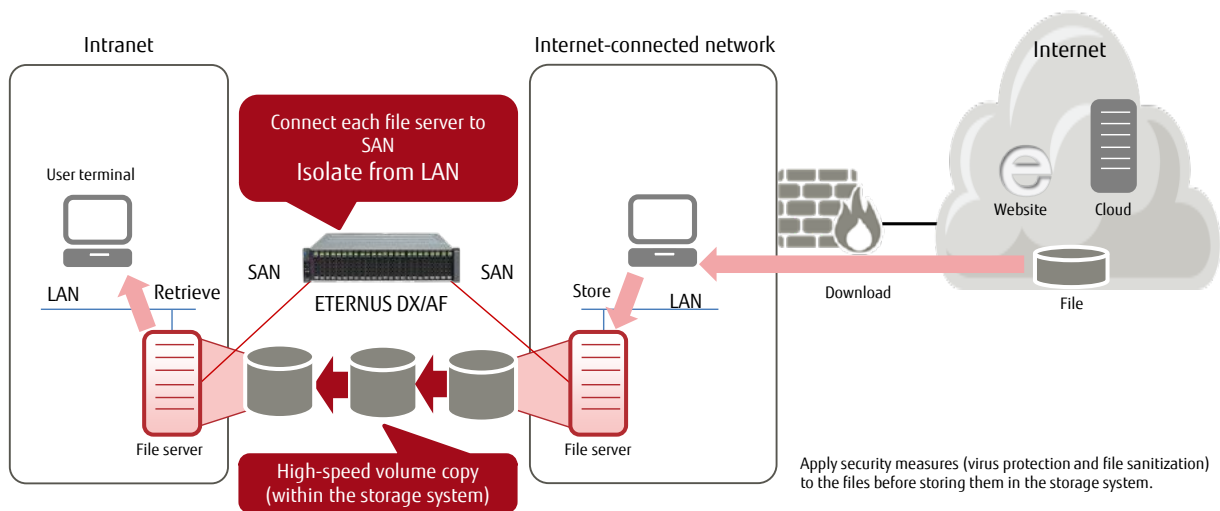 Intranet
Internet-connected network
Internet
Connect each file server to
SAN
Isolate from LAN
User terminal
Website
Cloud
SAN
SAN
LAN
Retrieve
ETERNUS DX/AF
Store
LAN
Download
File
File server
File server
High-speed volume copy
(within the storage system)
Apply security measures (virus protection and file sanitization)
to the files before storing them in the storage system.